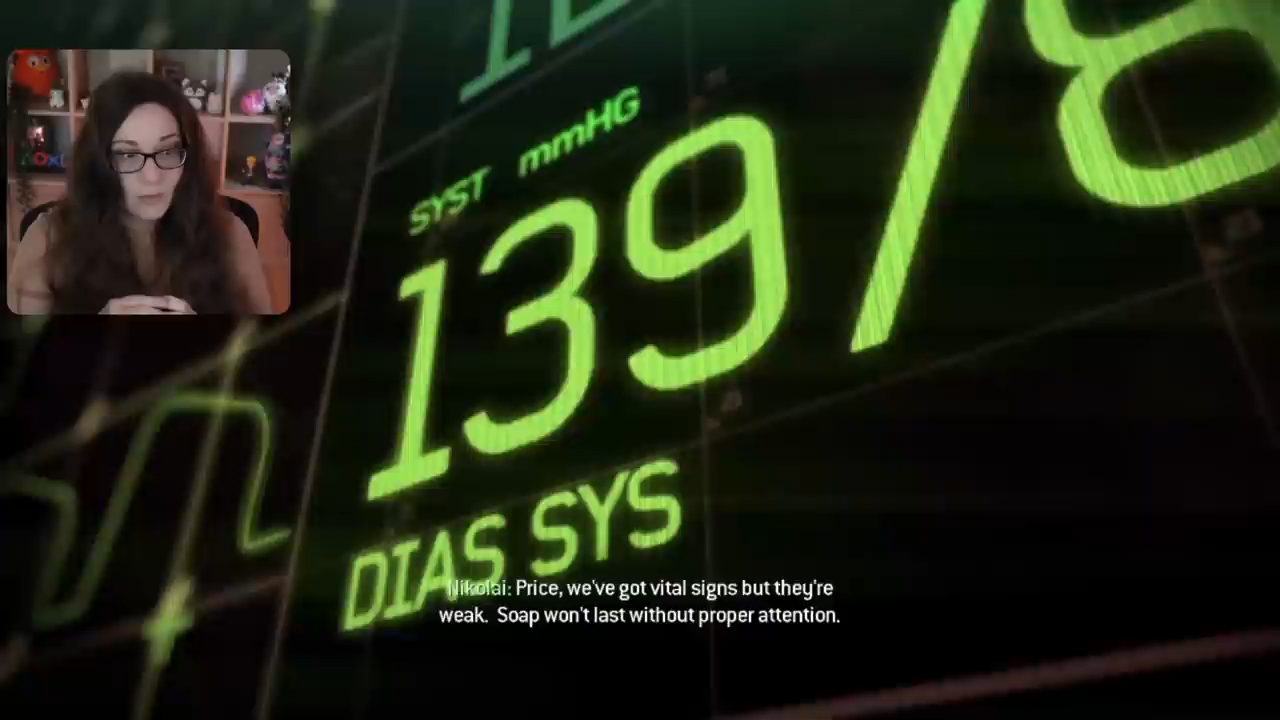 SYST mmHG
139/8
DIAS SYS
Nikolai: Price, we've got vital signs but they're
weak. Soap won't last without proper attention.